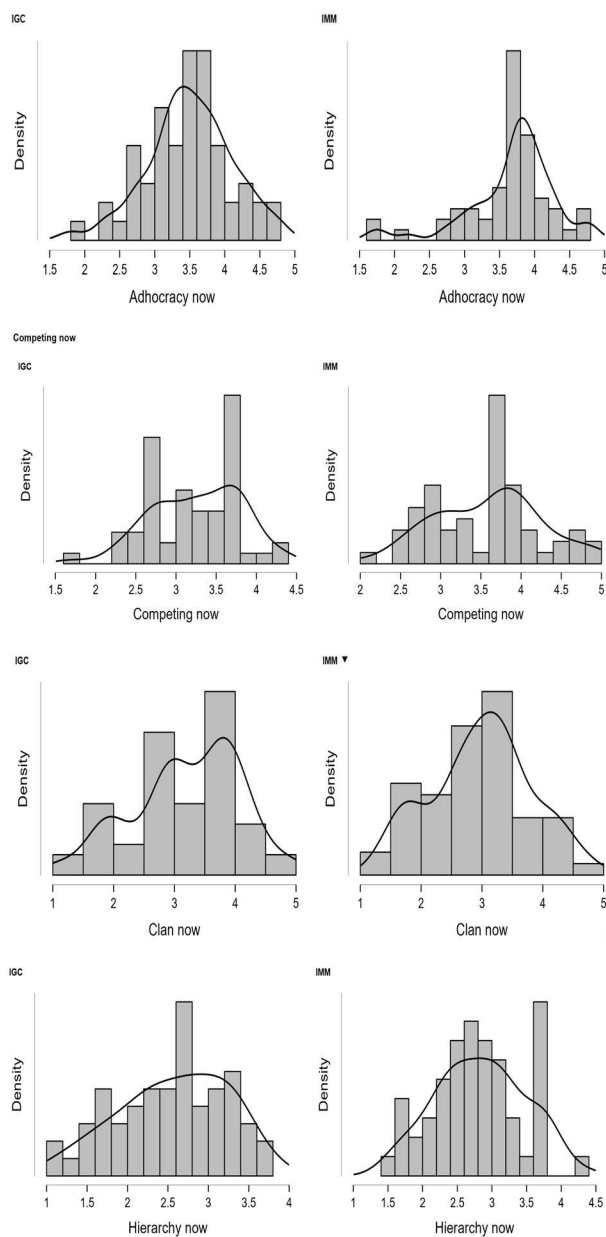 IGC
IMM
Density
Density
1.5 2 2.5 3 3.5 4 4.5 5
1.5 2 2.5 3 3.5 4 4.5 5
Adhocracy now
Adhocracy now
Competing now
IGC
IMM
Density
Density
1.5 2 2.5 3 3.5 4 4.5
2 2.5 3 3.5 4 4.5 5
Competing now
Competing now
IGC
IMM ▼
Density
Density
1 2 3 4 5
1 2 3 4 5
Clan now
Clan now
IGC
IMM
Density
Density
1 1.5 2 2.5 3 3.5 4
1 1.5 2 2.5 3 3.5 4 4.5
Hierarchy now
Hierarchy now